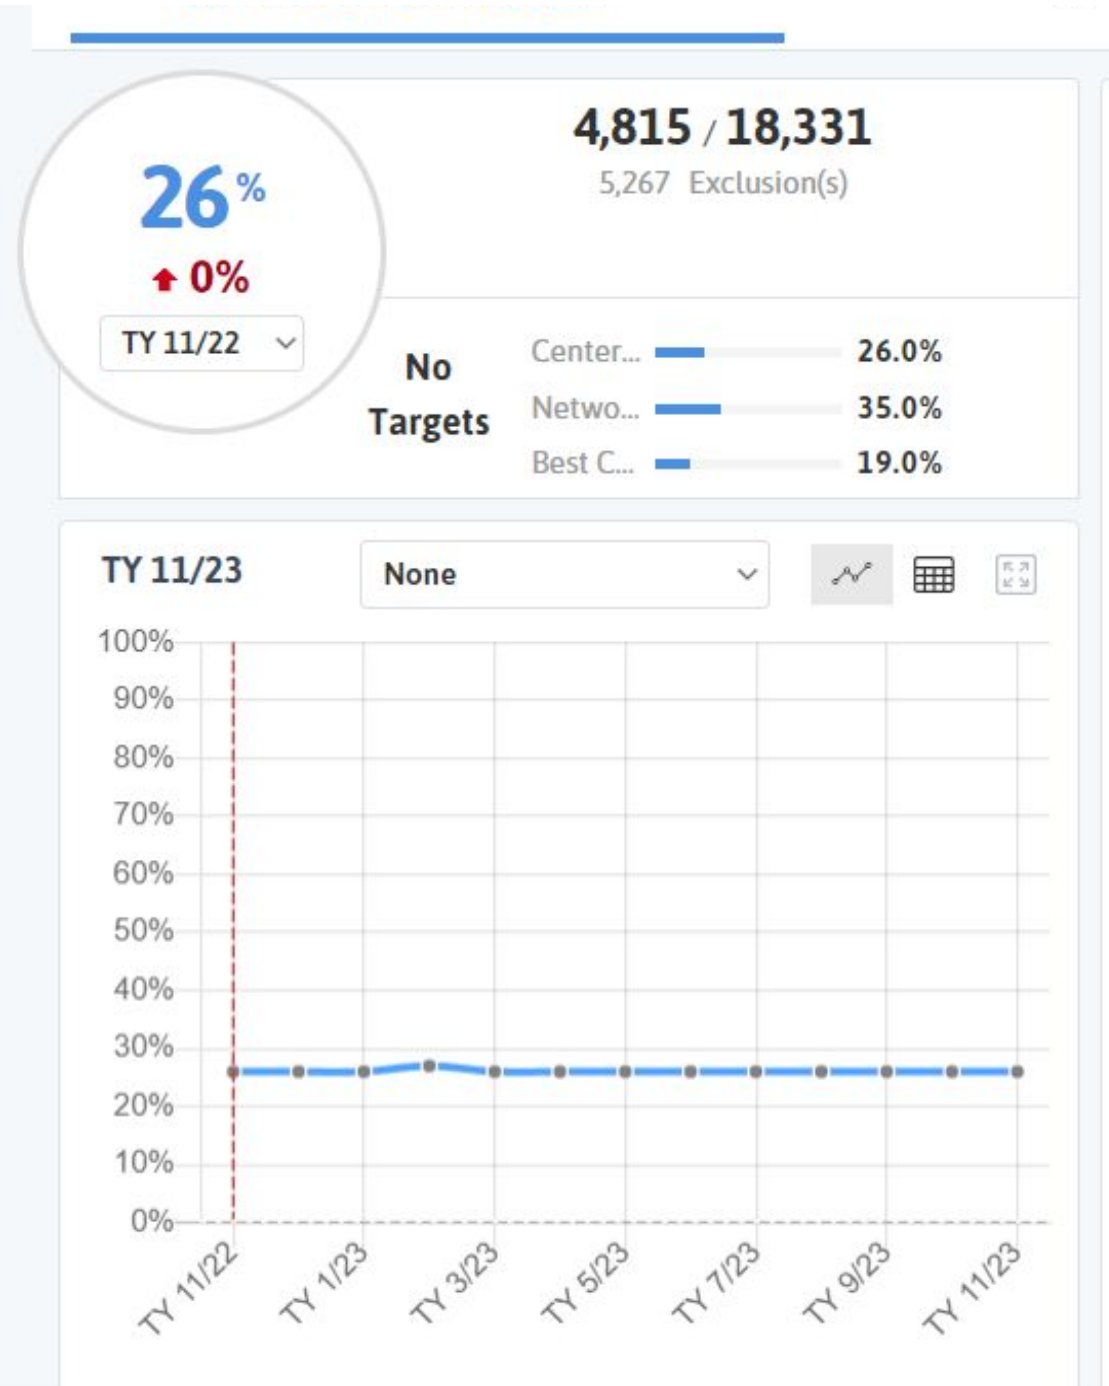 26%
0%
TY 11/22
4,815 / 18,331
5,267 Exclusion(s)
No
Targets
Center... 26.0%
Netwo... 35.0%
Best C... 19.0%
TY 11/23
None
100%
90%
80%
70%
60%
50%
40%
30%
20%
10%
0%
TY 11/22
TY 1/23
TY 3/23
TY 5/23
TY 7/23
TY 9/23
TY 11/23